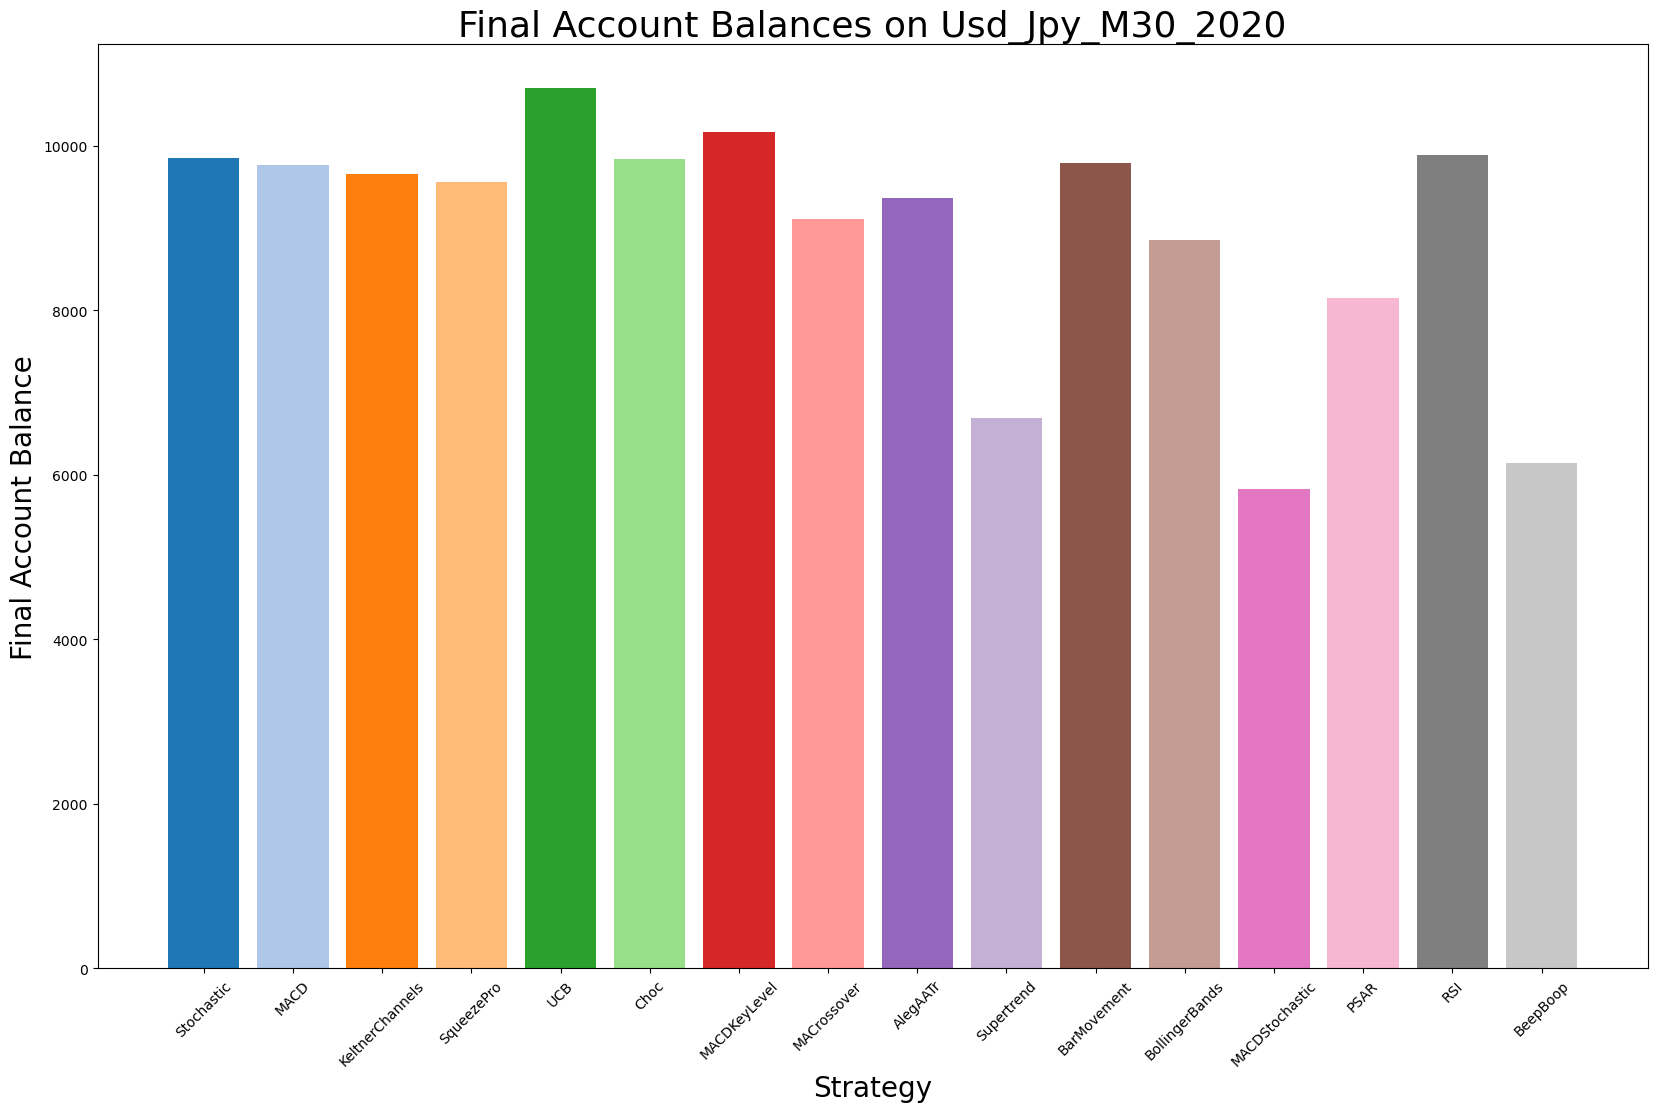 Final Account Balances on Usd_Jpy_M30_2020
Final Account Balance
10000
8000
6000
4000
2000
0
Stochastic
MACD
KeltnerChannels
SqueezePro
UCB
Choc
MACDKeyLevel
MACrossover
AlegAATr
Supertrend
BarMovement
BollingerBands
MACDStochastic
PSAR
RSI
BeepBoop
Strategy